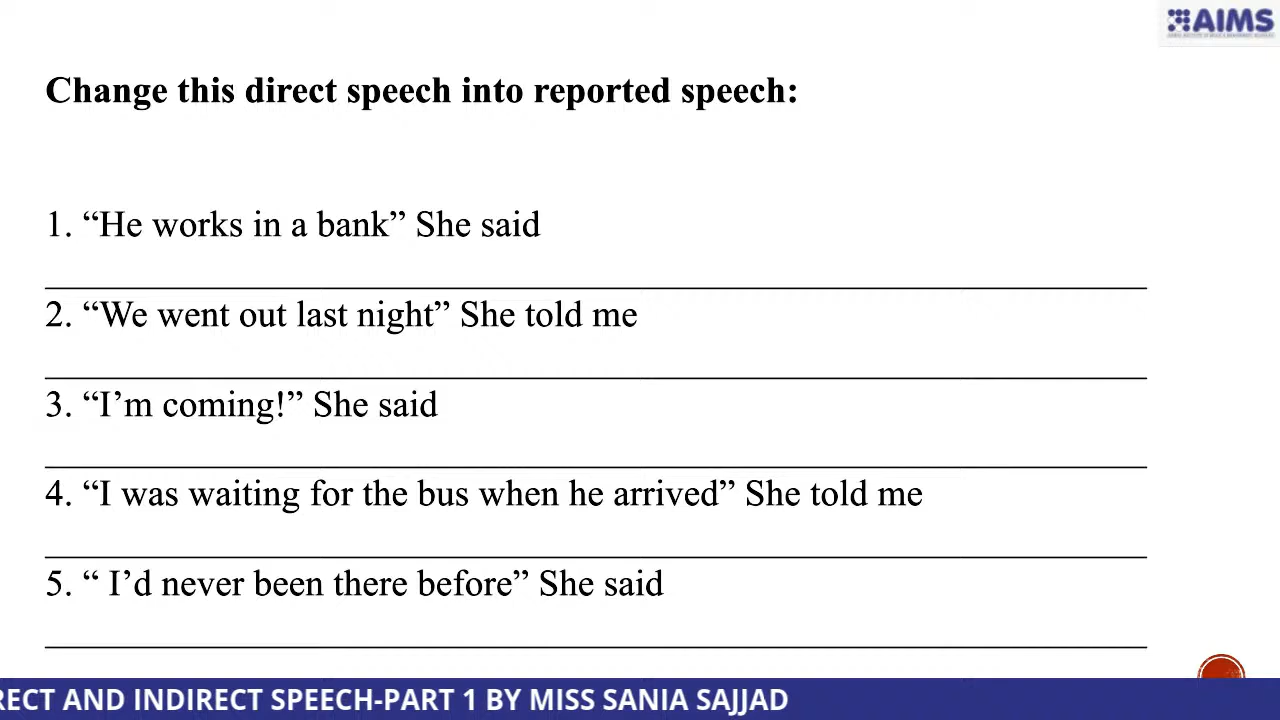 AIMS
Change this direct speech into reported speech:
1. “He works in a bank” She said
2. “We went out last night” She told me
3. “I’m coming!” She said
4. “I was waiting for the bus when he arrived” She told me
5. “ I’d never been there before” She said
RECT AND INDIRECT SPEECH-PART 1 BY MISS SANIA SAJJAD